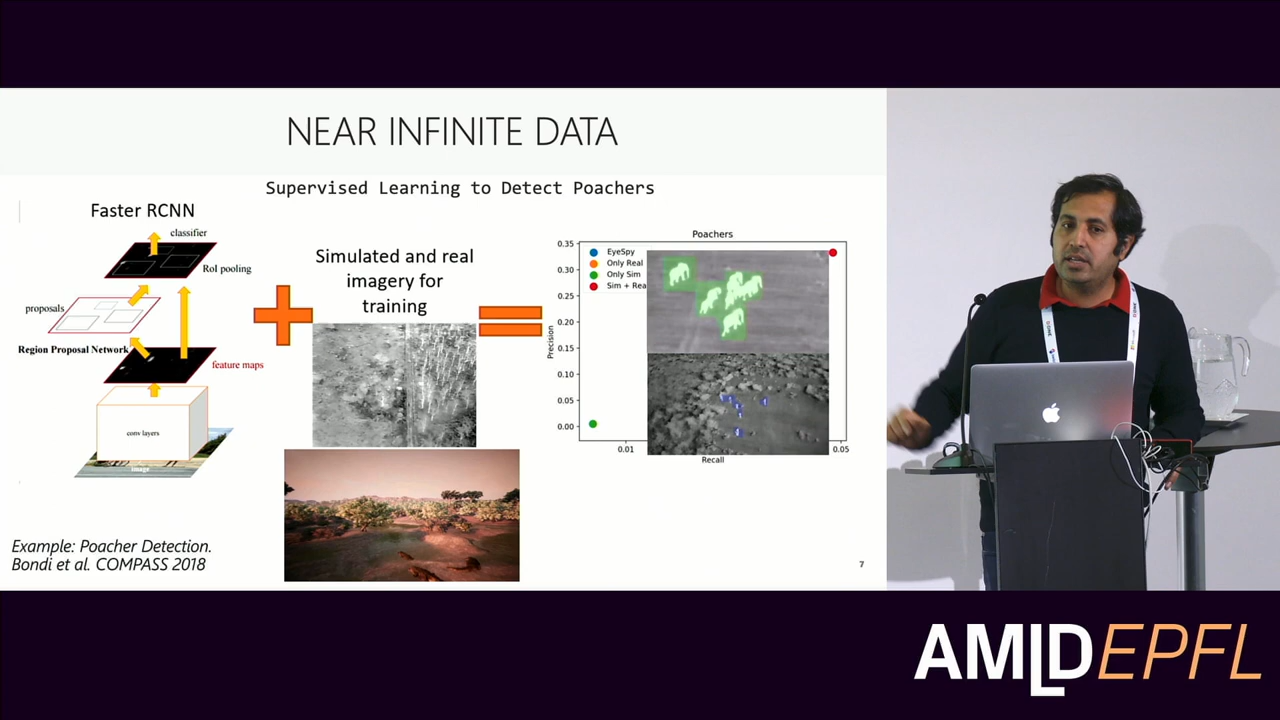 NEAR INFINITE DATA
Supervised Learning to Detect Poachers
Faster RCNN
classifier
RoI pooling
proposals
Region Proposal Network
feature maps
conv layers
image
Simulated and real
imagery for
training
Poachers
EyeSpy
Only Real
Only Sim
Sim + Rea
0.35
0.30
0.25
0.20
0.15
0.10
0.05
0.00
Precision
0.01
0.05
Recall
Example: Poacher Detection.
Bondi et al. COMPASS 2018
7
AMLDEPFL